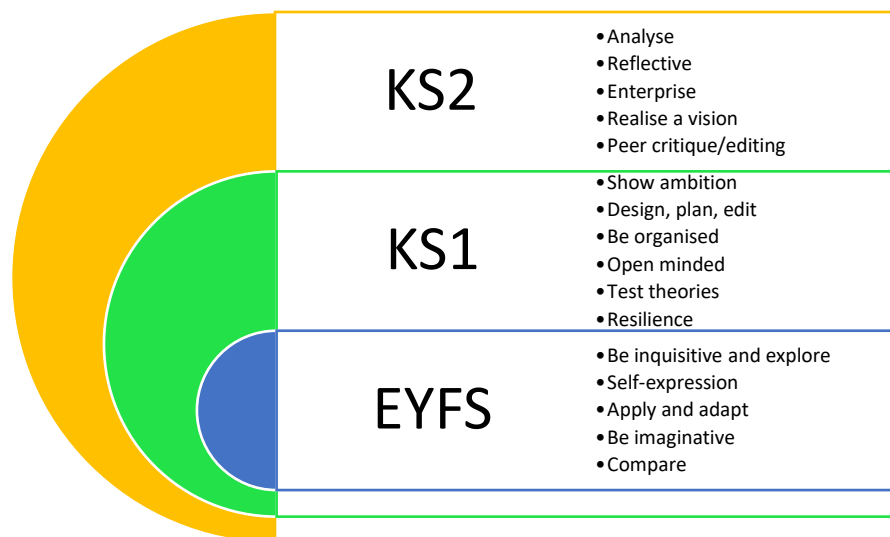 KS2
•Analyse
•Reflective
•Enterprise
•Realise a vision
•Peer critique/editing
KS1
•Show ambition
•Design, plan, edit
•Be organised
•Open minded
•Test theories
•Resilience
EYFS
•Be inquisitive and explore
•Self-expression
•Apply and adapt
•Be imaginative
•Compare